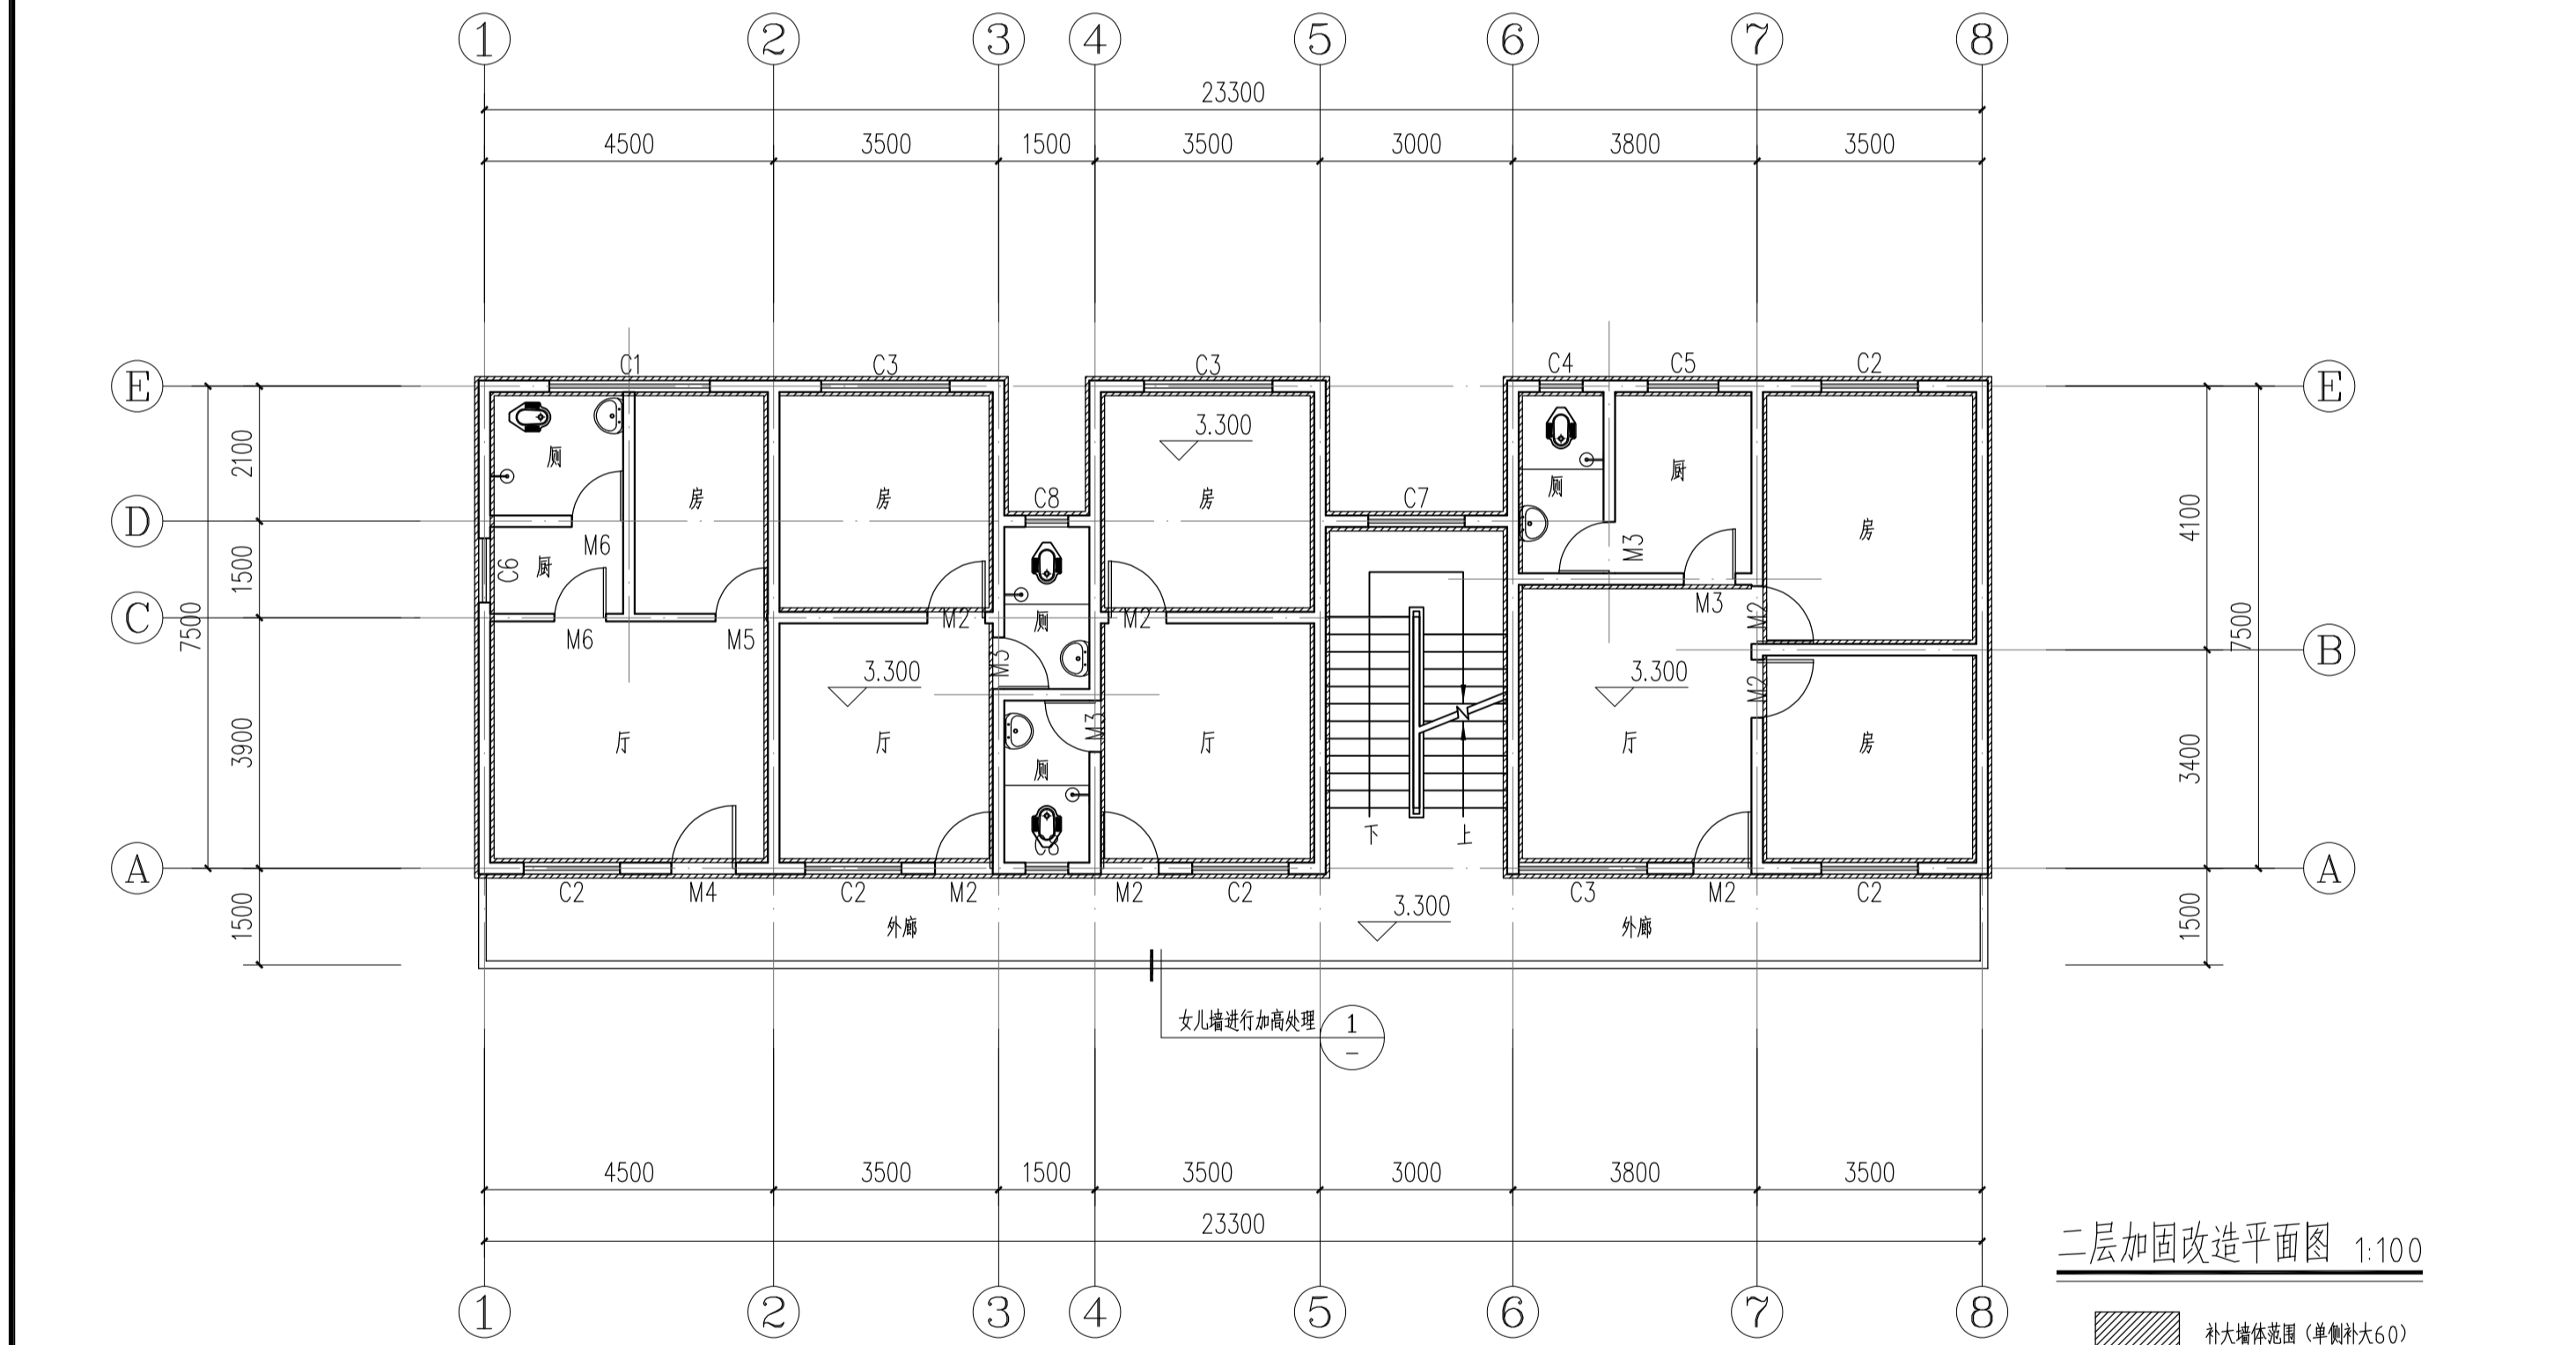 1 2 3 4 5 6 7 8
23300
4500 3500 1500 3500 3000 3800 3500
C1 C3 C3 C4 C5 C2
E E
3.300
2100 厕 厨
房 房 C8 房 C7 厕 4100
D 房
M6 M3
1500 C6 厨
C 7500 M2 厕 M2 M3 M2 7500
M6 M5 B
M3 3.300 3.300 M2
M3
3900 厅 厅 厕 厅 厅 房 3400
下 上
C8
A A
C2 M4 C2 M2 M2 C2 C3 M2 C2
3.300
1500 外廊 外廊 1500
女儿墙进行加高处理 1
–
4500 3500 1500 3500 3000 3800 3500
23300
二层加固改造平面图 1:100
1 2 3 4 5 6 7 8
补大墙体范围（单侧补大60）